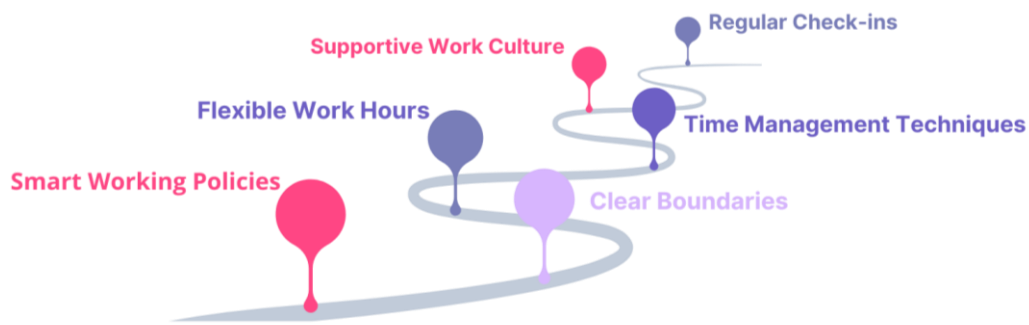 Regular Check-ins
Supportive Work Culture
Flexible Work Hours
Time Management Techniques
Smart Working Policies
Clear Boundaries